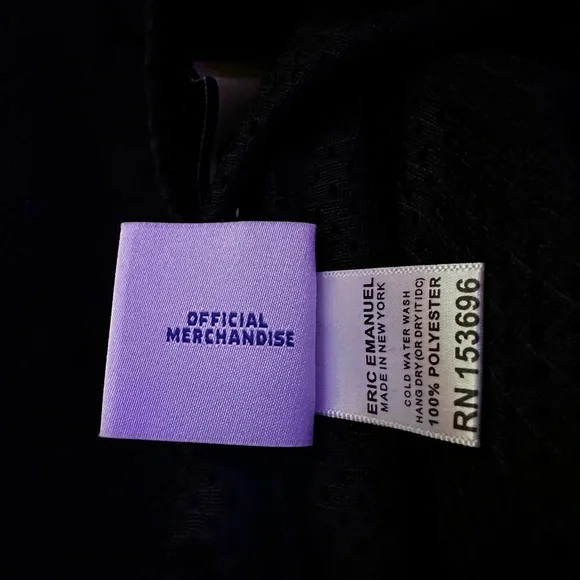 OFFICIAL
MERCHANDISE
ERIC EMANUEL
MADE IN NEW YORK
COLD WATER WASH
HANG DRY (OR DRY IT IDC)
100% POLYESTER
RN 153696